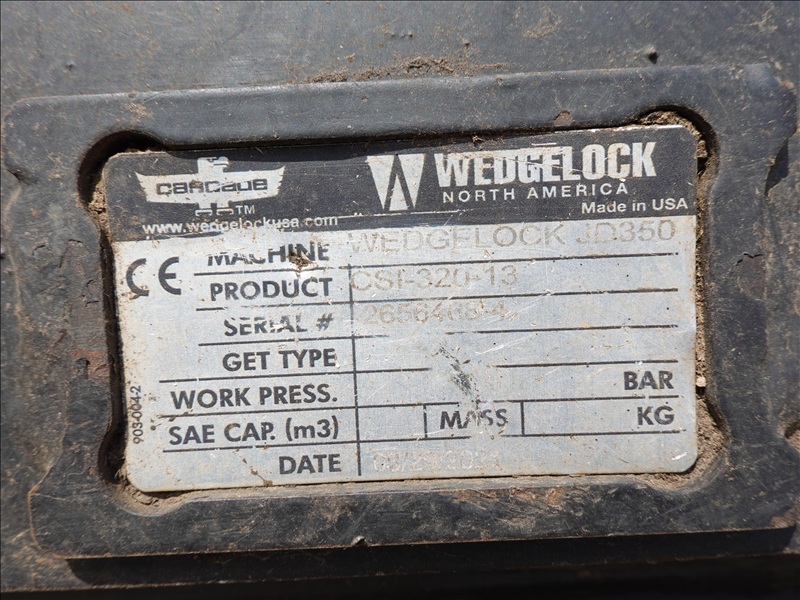 cascade WEDGELOCK
TM NORTH AMERICA
www.wedgelockusa.com Made in USA
CE MACHINE WEDGELOCK JD350
PRODUCT CSI-320-13
SERIAL #
GET TYPE
WORK PRESS. BAR
SAE CAP. (m3) MASS KG
DATE
903-004-2